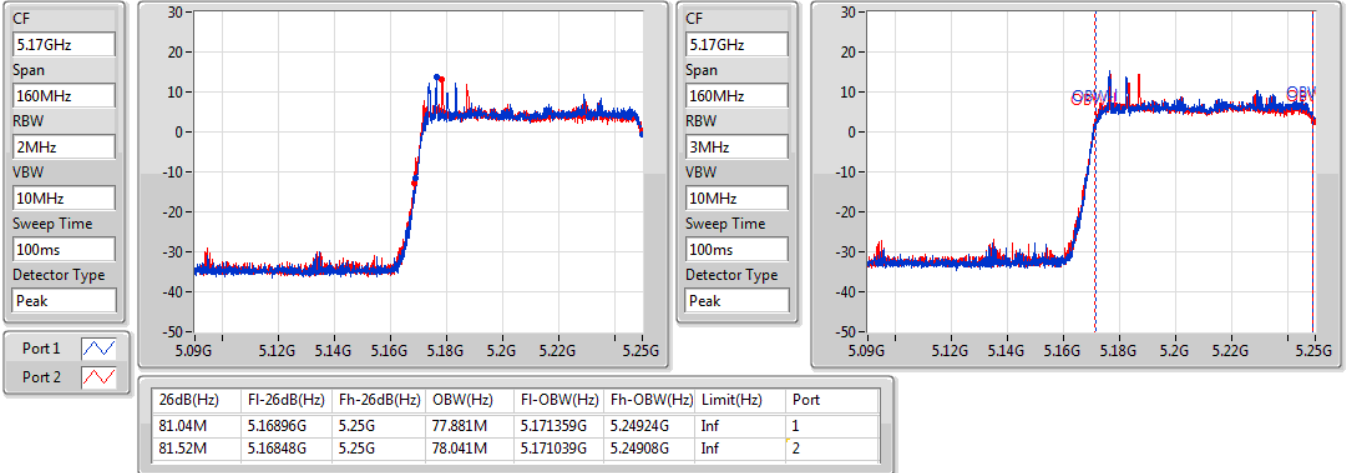 CF
5.17GHz
Span
160MHz
RBW
2MHz
VBW
10MHz
Sweep Time
100ms
Detector Type
Peak
Port 1
Port 2
30
20
10
0
-10
-20
-30
-40
-50
5.09G 5.12G 5.14G 5.16G 5.18G 5.2G 5.22G 5.25G
CF
5.17GHz
Span
160MHz
RBW
3MHz
VBW
10MHz
Sweep Time
100ms
Detector Type
Peak
30
20
10
0
-10
-20
-30
-40
-50
OBW
OBV
5.09G 5.12G 5.14G 5.16G 5.18G 5.2G 5.22G 5.25G
26dB(Hz) Fl-26dB(Hz) Fh-26dB(Hz) OBW(Hz) Fl-OBW(Hz) Fh-OBW(Hz) Limit(Hz) Port
81.04M 5.16896G 5.25G 77.881M 5.171359G 5.24924G Inf 1
81.52M 5.16848G 5.25G 78.041M 5.171039G 5.24908G Inf 2